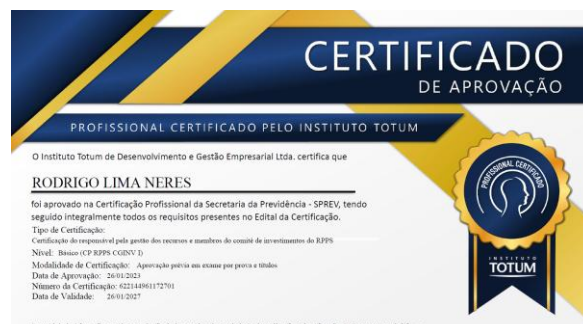 CERTIFICADO
DE APROVAÇÃO
PROFISSIONAL CERTIFICADO PELO INSTITUTO TOTUM
O Instituto Totum de Desenvolvimento e Gestão Empresarial Ltda. certifica que
RODRIGO LIMA NERES
foi aprovado na Certificação Profissional da Secretaria da Previdência - SPREV, tendo
seguido integralmente todos os requisitos presentes no Edital da Certificação.
Tipo de Certificação:
Certificação do responsável pela gestão dos recursos e membros do comitê de investimentos do RPPS
Nível: Básico (CP RPPS CGINV I)
Modalidade de Certificação: Aprovação prévia em exame por prova e títulos
Data de Aprovação: 26/01/2023
Número da Certificação: 622144961172701
Data de Validade: 26/01/2027
PROFISSIONAL CERTIFICADO
INSTITUTO
TOTUM